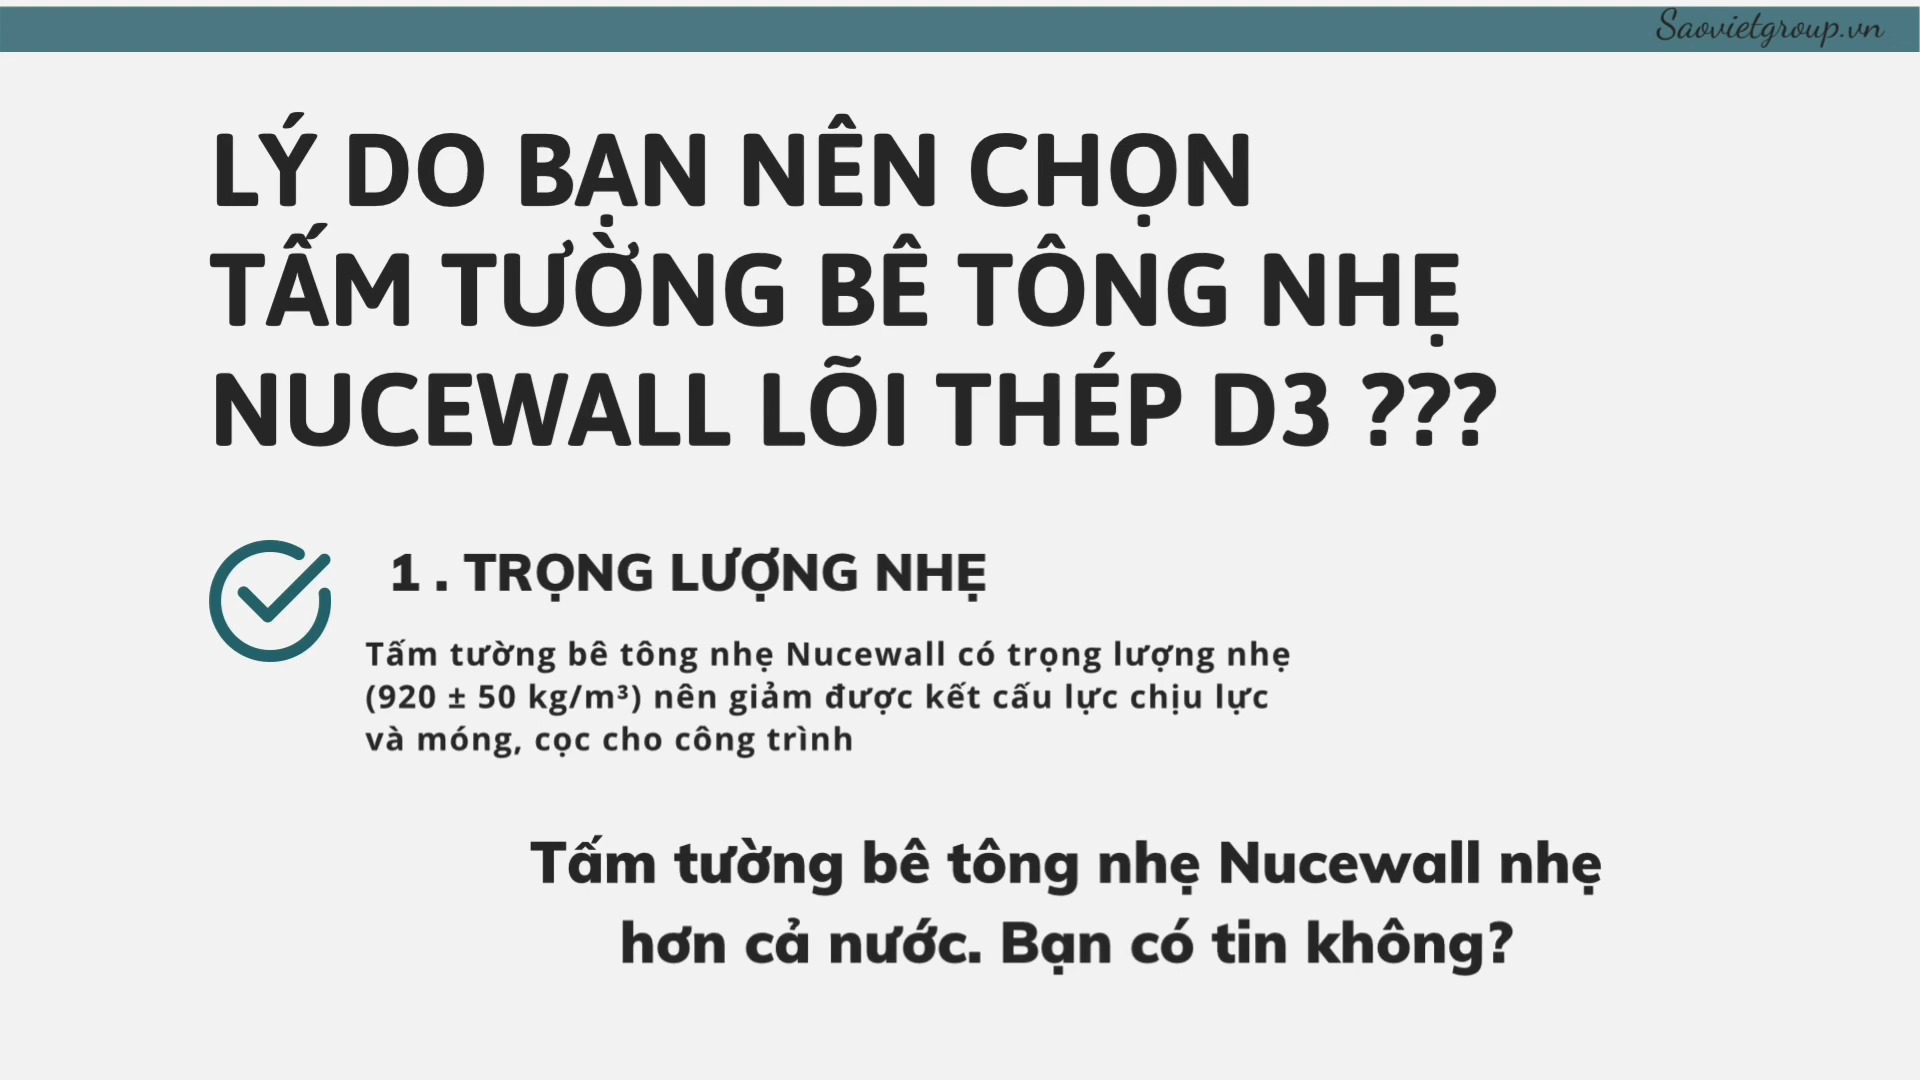 Saovietgroup.vn
LÝ DO BẠN NÊN CHỌN
TẤM TƯỜNG BÊ TÔNG NHẸ
NUCEWALL LÕI THÉP D3 ???
1 . TRỌNG LƯỢNG NHẸ
Tấm tường bê tông nhẹ Nucewall có trọng lượng nhẹ
(920 ± 50 kg/m³) nên giảm được kết cấu lực chịu lực
và móng, cọc cho công trình
Tấm tường bê tông nhẹ Nucewall nhẹ
hơn cả nước. Bạn có tin không?